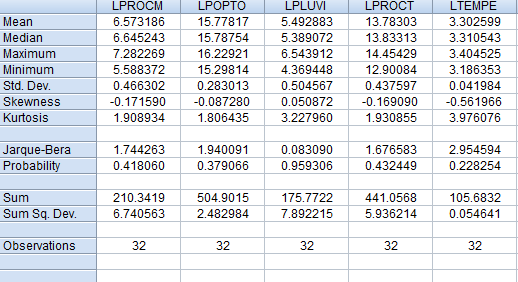 LPROCM LPOPTO LPLUVI LPROCT LTEMPE
Mean 6.573186 15.77817 5.492883 13.78303 3.302599
Median 6.645243 15.78754 5.389072 13.83313 3.310543
Maximum 7.282269 16.22921 6.543912 14.45429 3.404525
Minimum 5.588372 15.29814 4.369448 12.90084 3.186353
Std. Dev. 0.466302 0.283013 0.504567 0.437597 0.041984
Skewness -0.171590 -0.087280 0.050872 -0.169090 -0.561966
Kurtosis 1.908934 1.806435 3.227960 1.930855 3.976076
Jarque-Bera 1.744263 1.940091 0.083090 1.676583 2.954594
Probability 0.418060 0.379066 0.959306 0.432449 0.228254
Sum 210.3419 504.9015 175.7722 441.0568 105.6832
Sum Sq. Dev. 6.740563 2.482984 7.892215 5.936214 0.054641
Observations 32 32 32 32 32